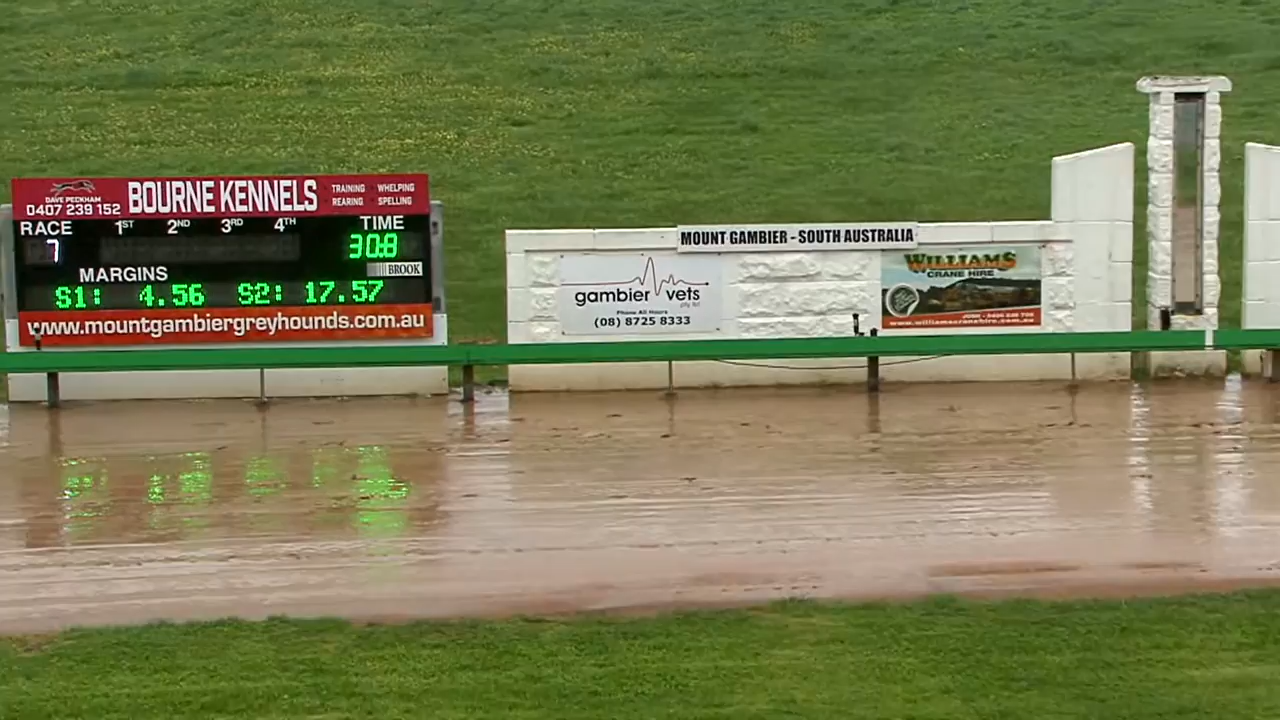 DAVE PECKHAM
0407 239 152
BOURNE KENNELS
TRAINING WHELPING
REARING SPELLING
RACE 1ST 2ND 3RD 4TH TIME
7 30.8
MARGINS BROOK
S1: 4.56 S2: 17.57
www.mountgambiergreyhounds.com.au
MOUNT GAMBIER - SOUTH AUSTRALIA
gambier vets
pty ltd
Phone All Hours
(08) 8725 8333
WILLIAMS
CRANE HIRE
www.williamscranehire.com.au